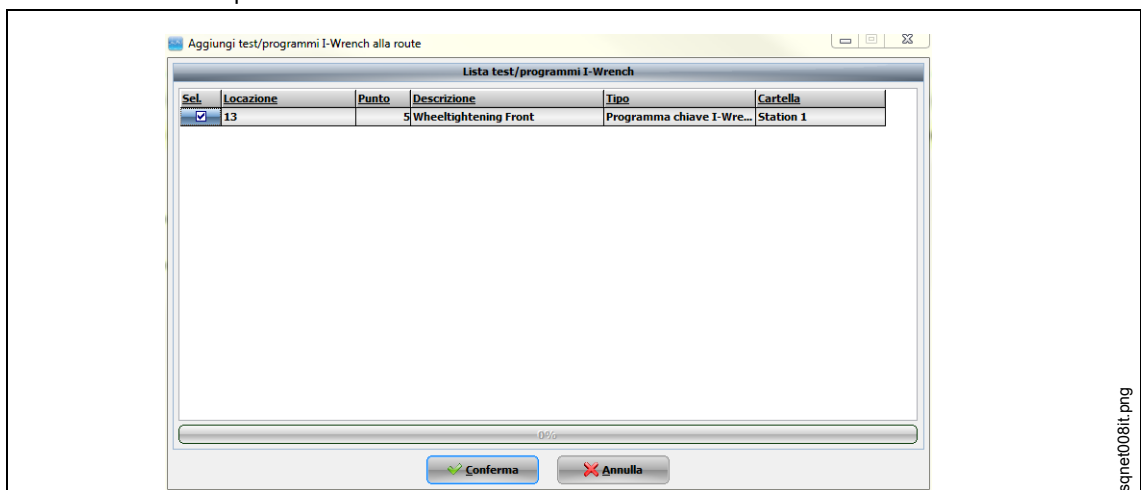 Aggiungi test/programmi I-Wrench alla route
Lista test/programmi I-Wrench
Sel. Locazione Punto Descrizione Tipo Cartella
13 5 Wheeltightening Front Programma chiave I-Wre... Station 1
0%
Conferma Annulla
sqnet008it.png